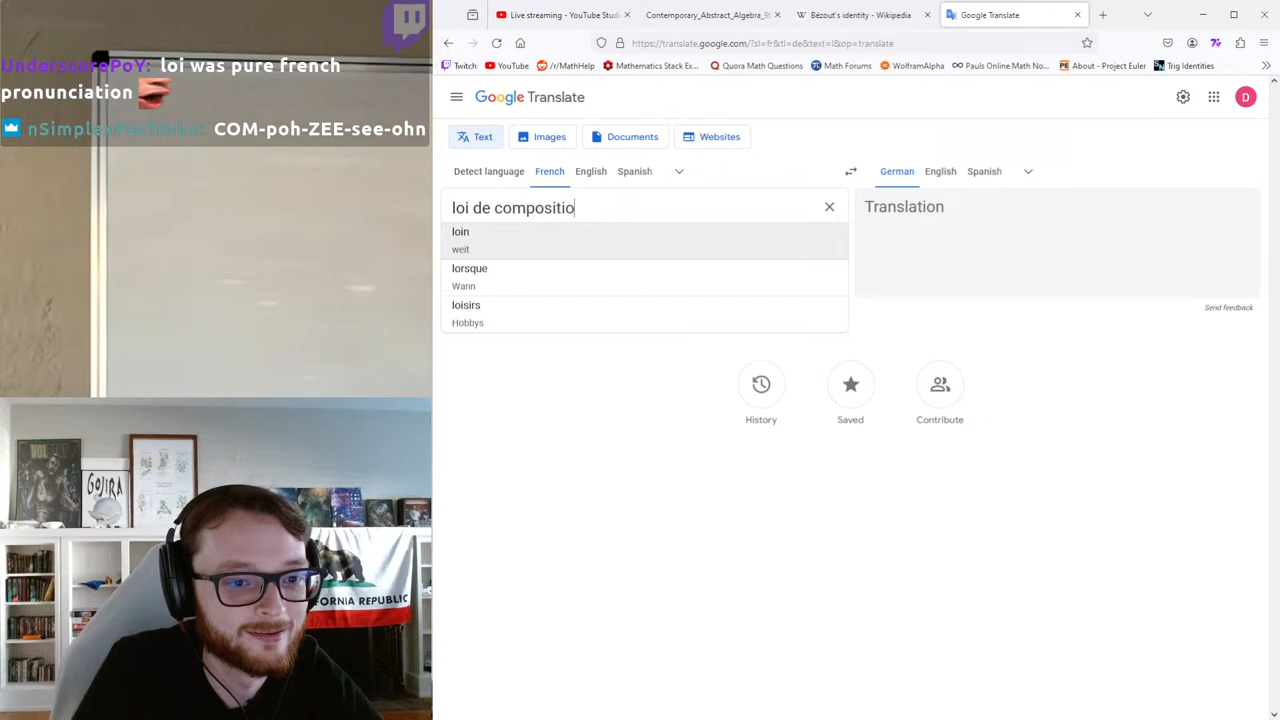 UnderscorePoY: loi was pure french
pronunciation
COM-poh-ZEE-see-ohn
Live streaming - YouTube Studi
Contemporary_Abstract_Algebra_9t
Bézout's identity - Wikipedia
Google Translate
https://translate.google.com/?sl=fr&tl=de&text=l&op=translate
Twitch
YouTube
/r/MathHelp
Mathematics Stack Ex...
Quora Math Questions
Math Forums
WolframAlpha
Pauls Online Math No...
About - Project Euler
Trig Identities
Google Translate
D
Text
Images
Documents
Websites
Detect language
French
English
Spanish
German
English
Spanish
loi de compositio
Translation
loin
weit
lorsque
Wann
loisirs
Hobbys
Send feedback
History
Saved
Contribute
GOJIRA
FORNIA REPUBLIC